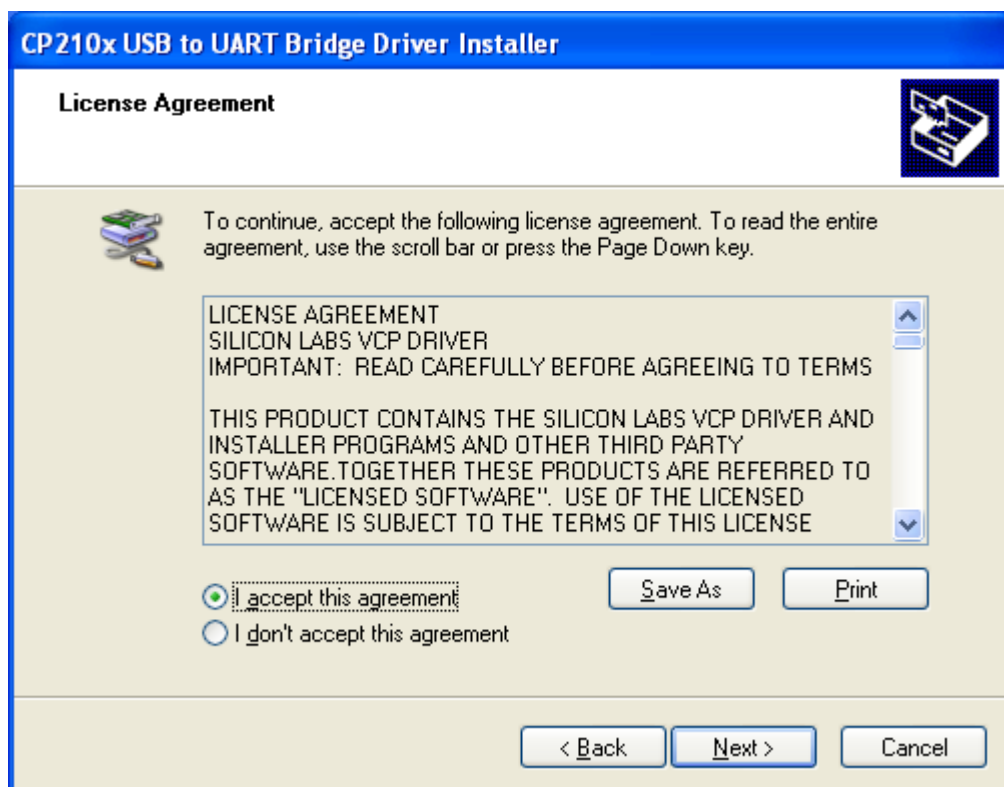 CP210x USB to UART Bridge Driver Installer
License Agreement
To continue, accept the following license agreement. To read the entire
agreement, use the scroll bar or press the Page Down key.
LICENSE AGREEMENT
SILICON LABS VCP DRIVER
IMPORTANT:  READ CAREFULLY BEFORE AGREEING TO TERMS
THIS PRODUCT CONTAINS THE SILICON LABS VCP DRIVER AND
INSTALLER PROGRAMS AND OTHER THIRD PARTY
SOFTWARE.TOGETHER THESE PRODUCTS ARE REFERRED TO
AS THE "LICENSED SOFTWARE".  USE OF THE LICENSED
SOFTWARE IS SUBJECT TO THE TERMS OF THIS LICENSE
I accept this agreement
Save As
Print
I don't accept this agreement
< Back
Next >
Cancel